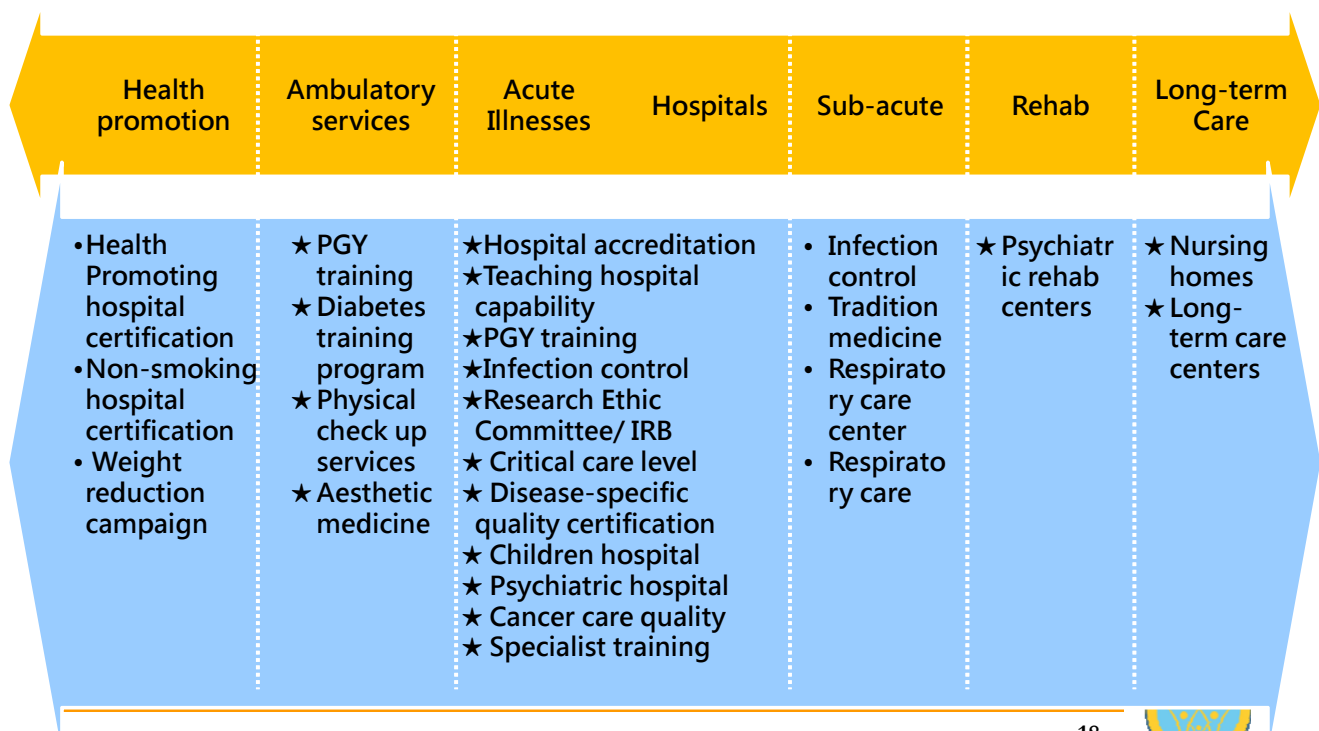 Health
promotion
Ambulatory
services
Acute
Illnesses
Hospitals
Sub-acute
Rehab
Long-term
Care
•Health
Promoting
hospital
certification
•Non-smoking
hospital
certification
• Weight
reduction
campaign
★ PGY
training
★ Diabetes
training
program
★ Physical
check up
services
★ Aesthetic
medicine
★Hospital accreditation
★Teaching hospital
capability
★PGY training
★Infection control
★Research Ethic
Committee/ IRB
★ Critical care level
★ Disease-specific
quality certification
★ Children hospital
★ Psychiatric hospital
★ Cancer care quality
★ Specialist training
• Infection
control
• Tradition
medicine
• Respirato
ry care
center
• Respirato
ry care
★ Psychiatr
ic rehab
centers
★ Nursing
homes
★ Long-
term care
centers